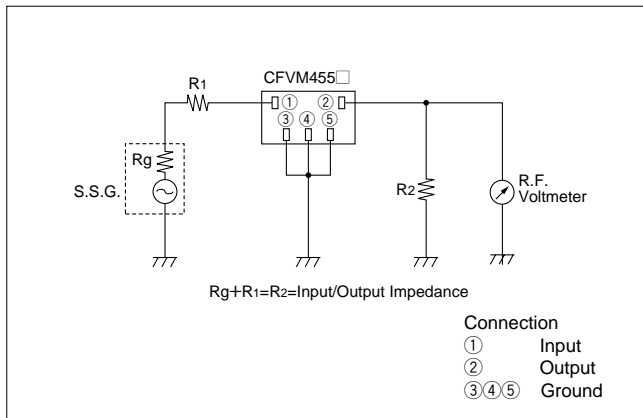 CFVM455□
R1
① ②
③ ④ ⑤
Rg
S.S.G.
R2
R.F.
Voltmeter
Rg+R1=R2=Input/Output Impedance
Connection
① Input
② Output
③④⑤ Ground